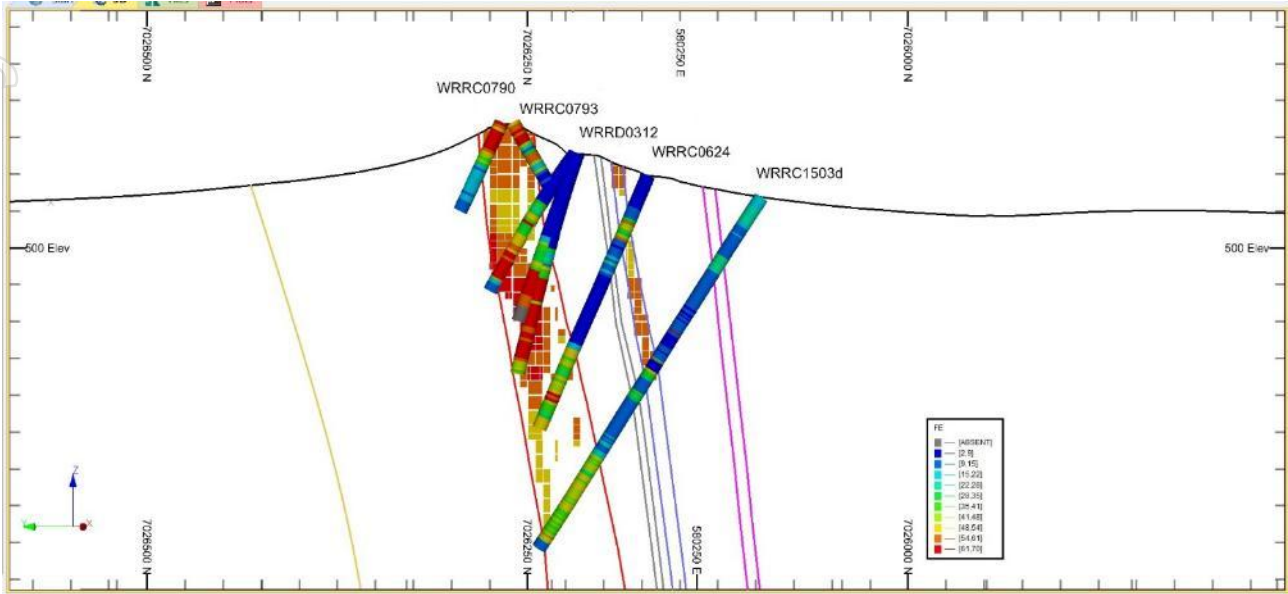 7026500 N
7026250 N
580250 E
7026000 N
WRRC0790
WRRC0793
WRRD0312
WRRC0624
WRRC1503d
500 Elev
500 Elev
FE
[ABSENT]
[2,9]
[9,15]
[15,22]
[22,28]
[28,35]
[35,41]
[41,48]
[48,54]
[54,61]
[61,70]
Z
X
7026500 N
7026250 N
580250 E
7026000 N